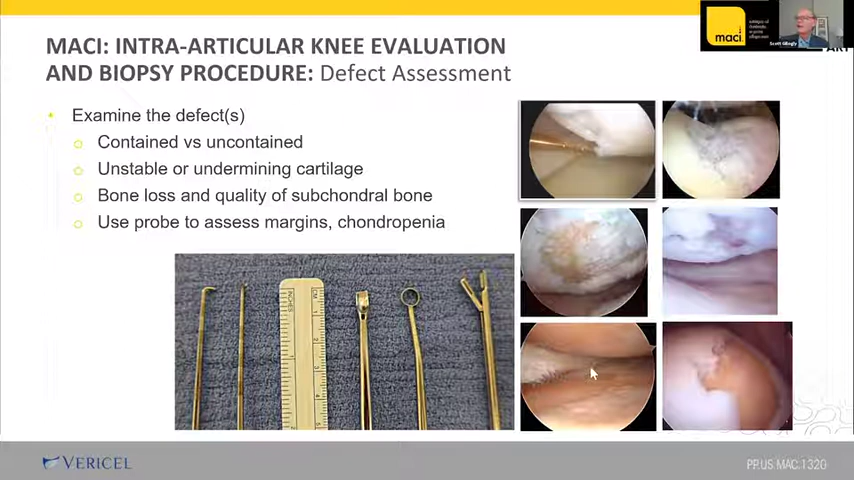 MACI: INTRA-ARTICULAR KNEE EVALUATION
AND BIOPSY PROCEDURE: Defect Assessment
Examine the defect(s)
Contained vs uncontained
Unstable or undermining cartilage
Bone loss and quality of subchondral bone
Use probe to assess margins, chondropenia
maci
INCHES
CM
VERICEL
PP.US.MAC.1320